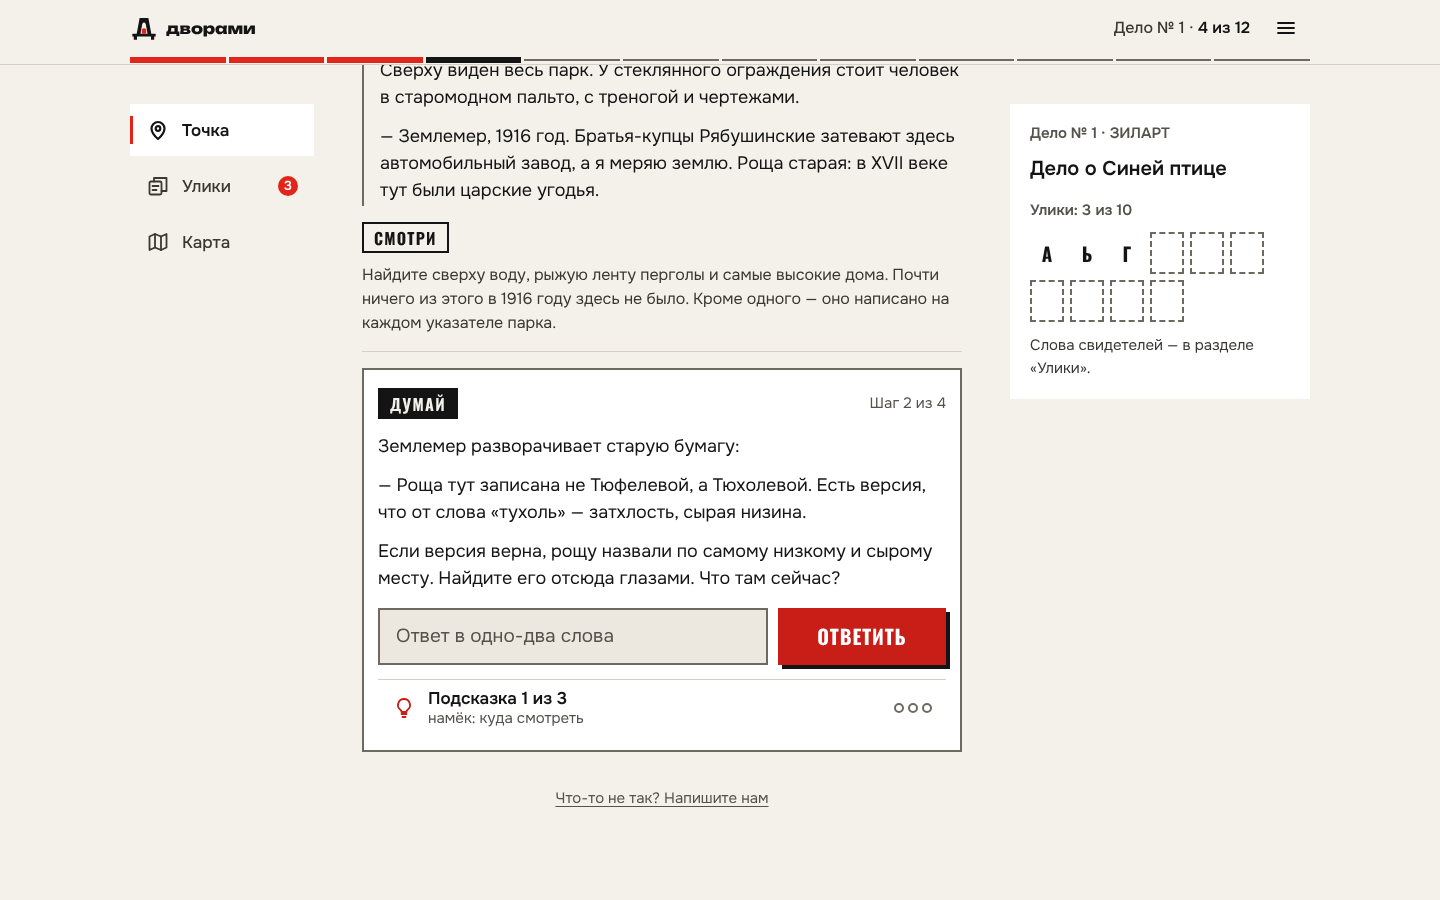 дворами
Дело № 1 · 4 из 12
Точка
Улики
3
Карта
Сверху виден весь парк. У стеклянного ограждения стоит человек
в старомодном пальто, с треногой и чертежами.
— Землемер, 1916 год. Братья-купцы Рябушинские затевают здесь
автомобильный завод, а я меряю землю. Роща старая: в XVII веке
тут были царские угодья.
СМОТРИ
Найдите сверху воду, рыжую ленту перголы и самые высокие дома. Почти
ничего из этого в 1916 году здесь не было. Кроме одного — оно написано на
каждом указателе парка.
ДУМАЙ
Шаг 2 из 4
Землемер разворачивает старую бумагу:
— Роща тут записана не Тюфелевой, а Тюхолевой. Есть версия,
что от слова «тухоль» — затхлость, сырая низина.
Если версия верна, рощу назвали по самому низкому и сырому
месту. Найдите его отсюда глазами. Что там сейчас?
Ответ в одно-два слова
ОТВЕТИТЬ
Подсказка 1 из 3
намёк: куда смотреть
Что-то не так? Напишите нам
Дело № 1 · ЗИЛАРТ
Дело о Синей птице
Улики: 3 из 10
А Ь Г
Слова свидетелей — в разделе
«Улики».